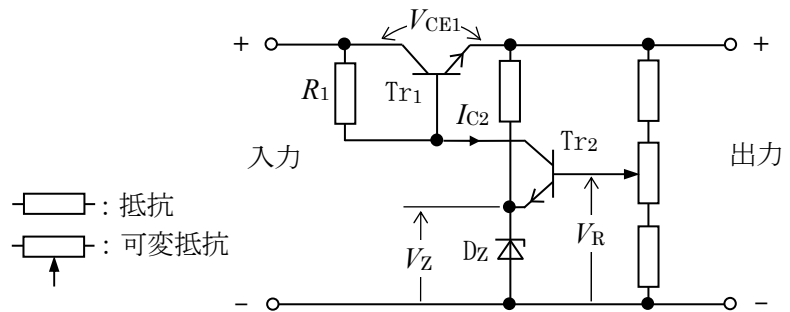 VCE1
+
+
R1
Tr1
IC2
Tr2
入力
出力
：抵抗
：可変抵抗
VZ
DZ
VR
−
−